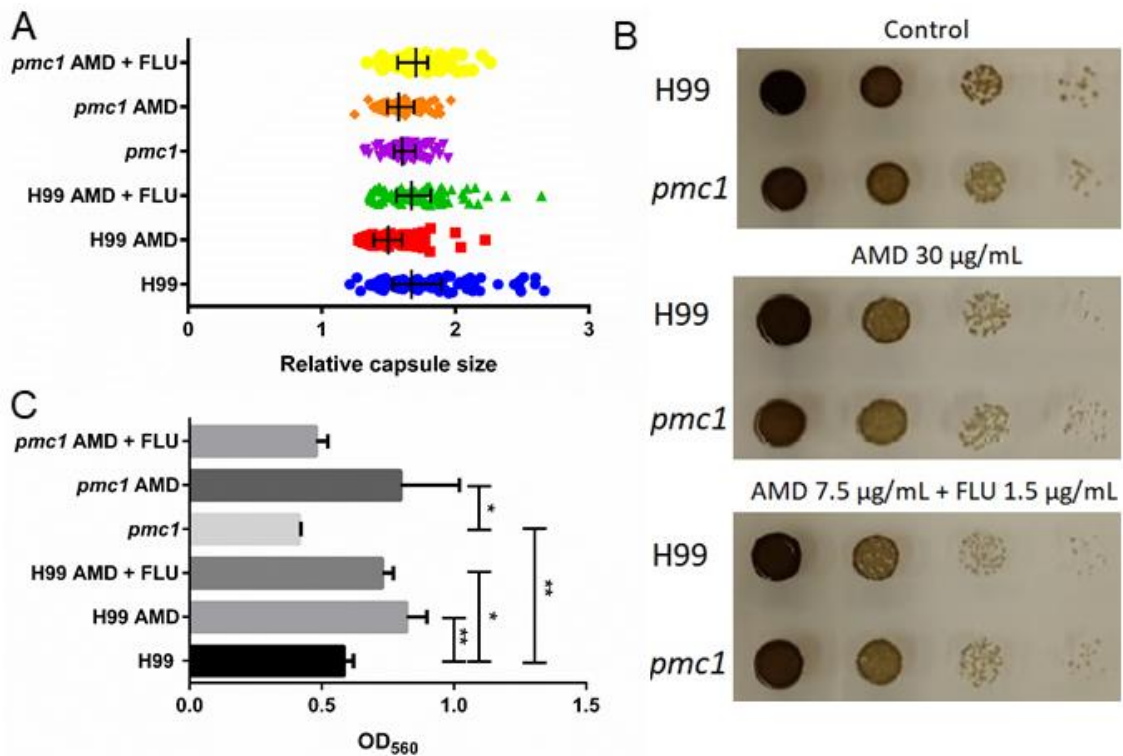 A
pmc1 AMD + FLU
pmc1 AMD
pmc1
H99 AMD + FLU
H99 AMD
H99
0 1 2 3
Relative capsule size
B
Control
H99
pmc1
AMD 30 µg/mL
H99
pmc1
AMD 7.5 µg/mL + FLU 1.5 µg/mL
H99
pmc1
C
pmc1 AMD + FLU
pmc1 AMD
pmc1
H99 AMD + FLU
H99 AMD
H99
*
**
*
**
0.0 0.5 1.0 1.5
OD560